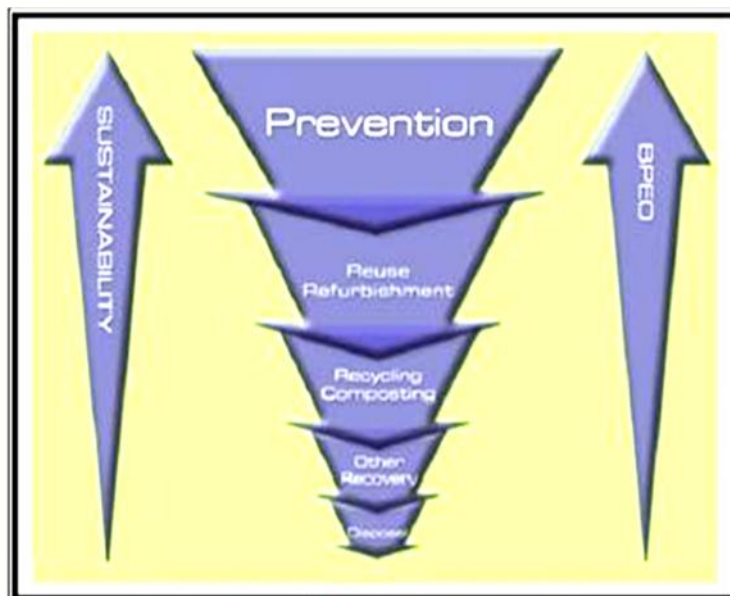 SUSTAINABILITY
Prevention
BPEO
Reuse
Refurbishment
Recycling
Composting
Other
Recovery
Disposal